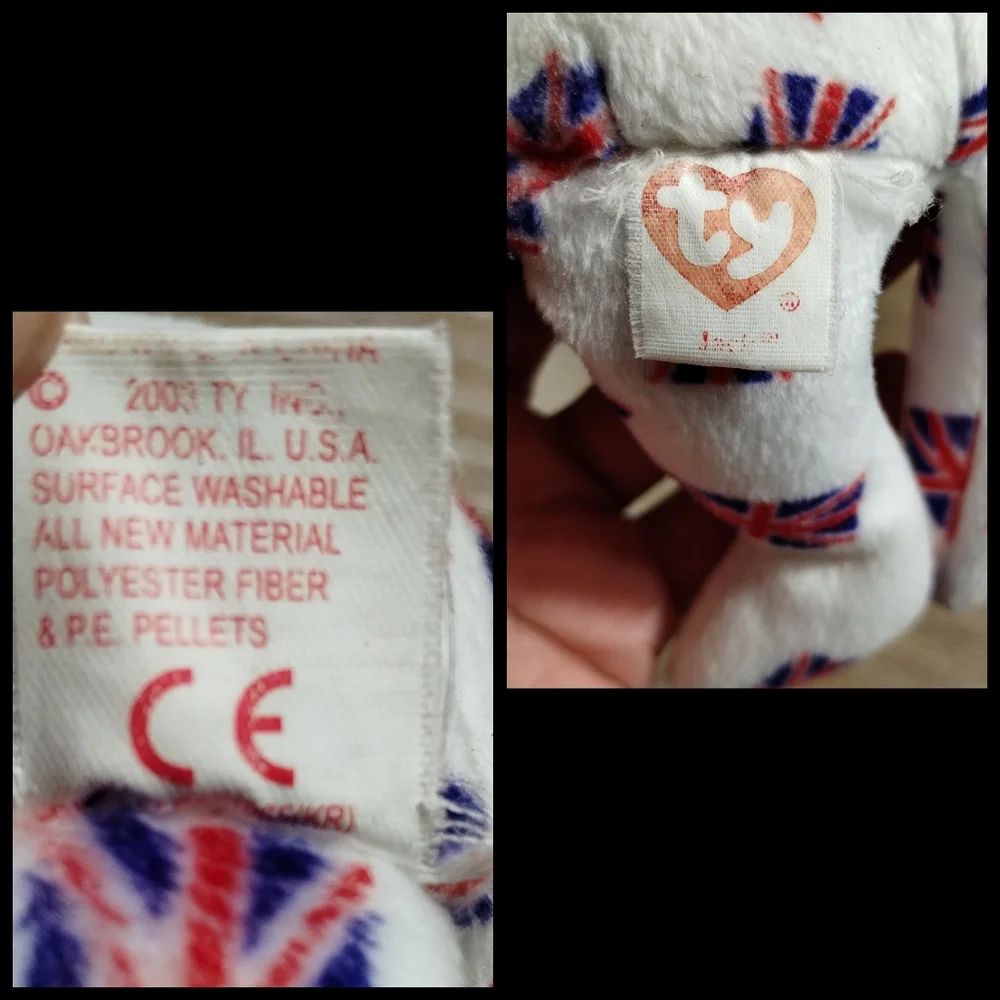 © 2003 TY INC.,
OAKBROOK, IL. U.S.A.
SURFACE WASHABLE
ALL NEW MATERIAL
POLYESTER FIBER
& P.E. PELLETS
CE
ty